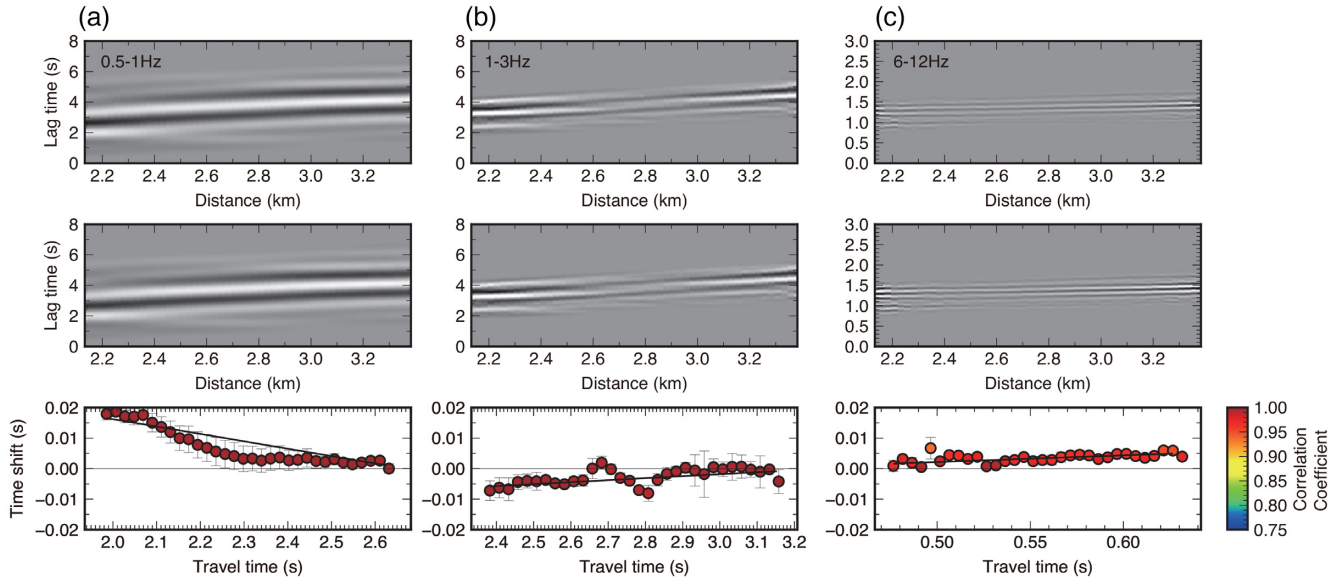 (a)
(b)
(c)
8
6
4
2
0
Lag time (s)
0.5-1Hz
2.2 2.4 2.6 2.8 3.0 3.2
Distance (km)
8
6
4
2
0
1-3Hz
2.2 2.4 2.6 2.8 3.0 3.2
Distance (km)
3.0
2.5
2.0
1.5
1.0
0.5
0.0
6-12Hz
2.2 2.4 2.6 2.8 3.0 3.2
Distance (km)
8
6
4
2
0
Lag time (s)
2.2 2.4 2.6 2.8 3.0 3.2
Distance (km)
8
6
4
2
0
2.2 2.4 2.6 2.8 3.0 3.2
Distance (km)
3.0
2.5
2.0
1.5
1.0
0.5
0.0
2.2 2.4 2.6 2.8 3.0 3.2
Distance (km)
0.02
0.01
0.00
−0.01
−0.02
Time shift (s)
2.0 2.1 2.2 2.3 2.4 2.5 2.6
Travel time (s)
0.02
0.01
0.00
−0.01
−0.02
2.4 2.5 2.6 2.7 2.8 2.9 3.0 3.1 3.2
Travel time (s)
0.02
0.01
0.00
−0.01
−0.02
0.50 0.55 0.60
Travel time (s)
1.00
0.95
0.90
0.85
0.80
0.75
Correlation
Coefficient